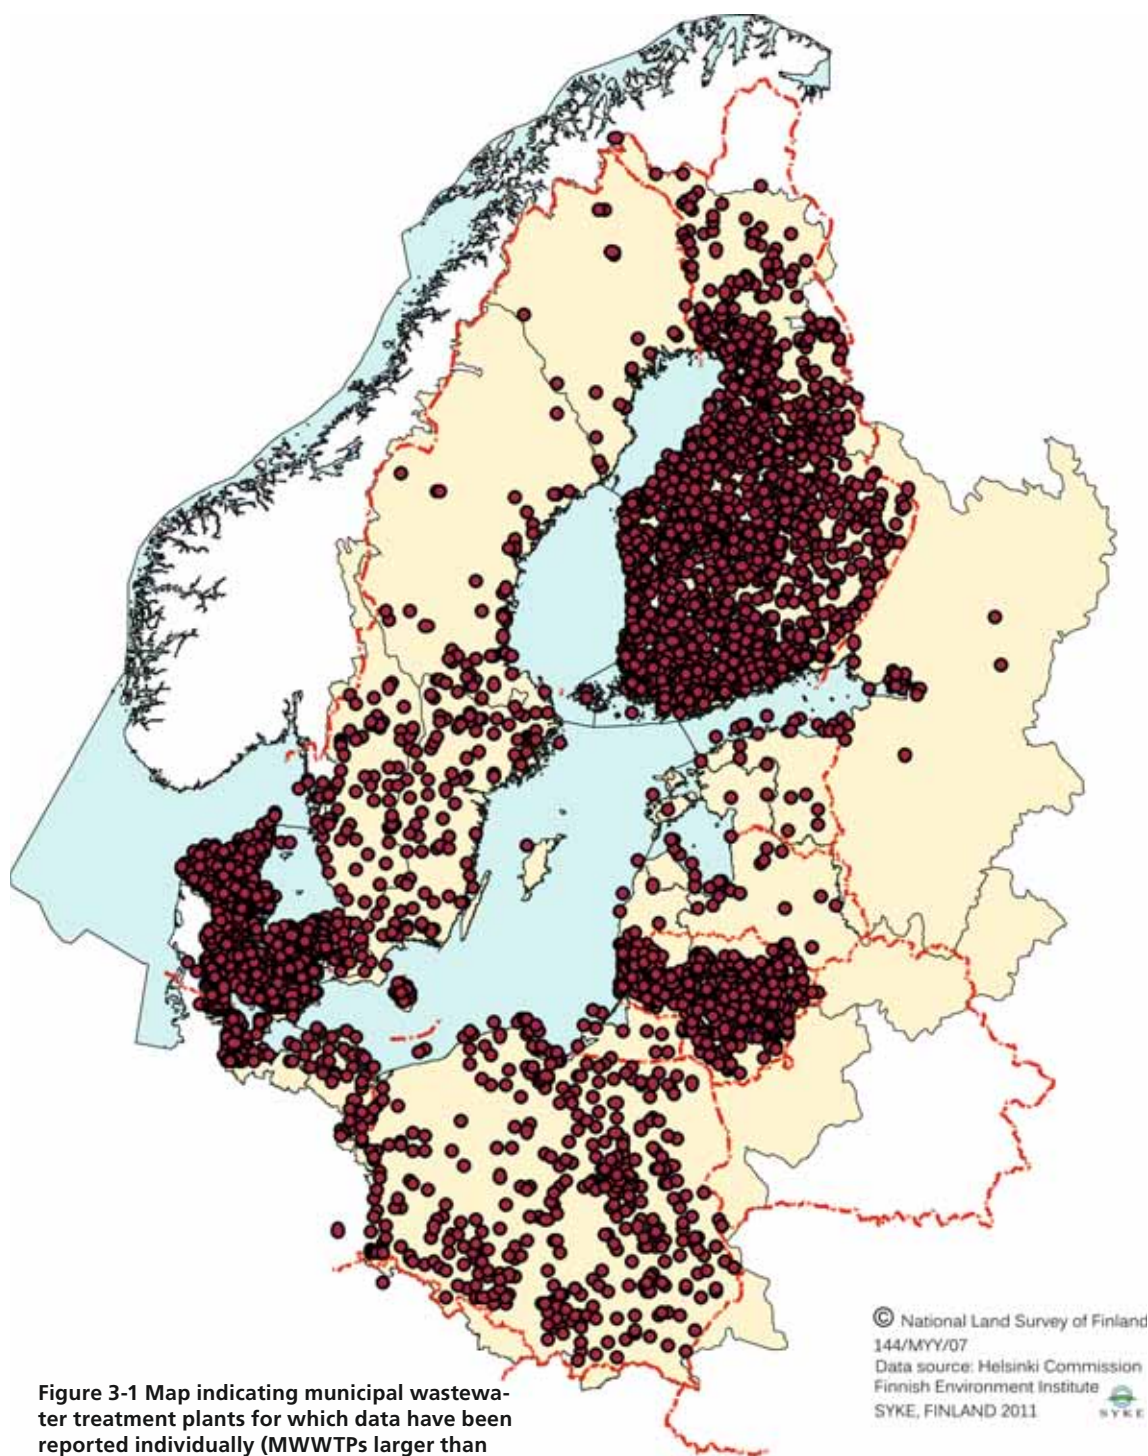 © National Land Survey of Finland
144/MYY/07
Data source: Helsinki Commission
Finnish Environment Institute
SYKE, FINLAND 2011
SYKE
Figure 3-1 Map indicating municipal wastewa-
ter treatment plants for which data have been
reported individually (MWWTPs larger than